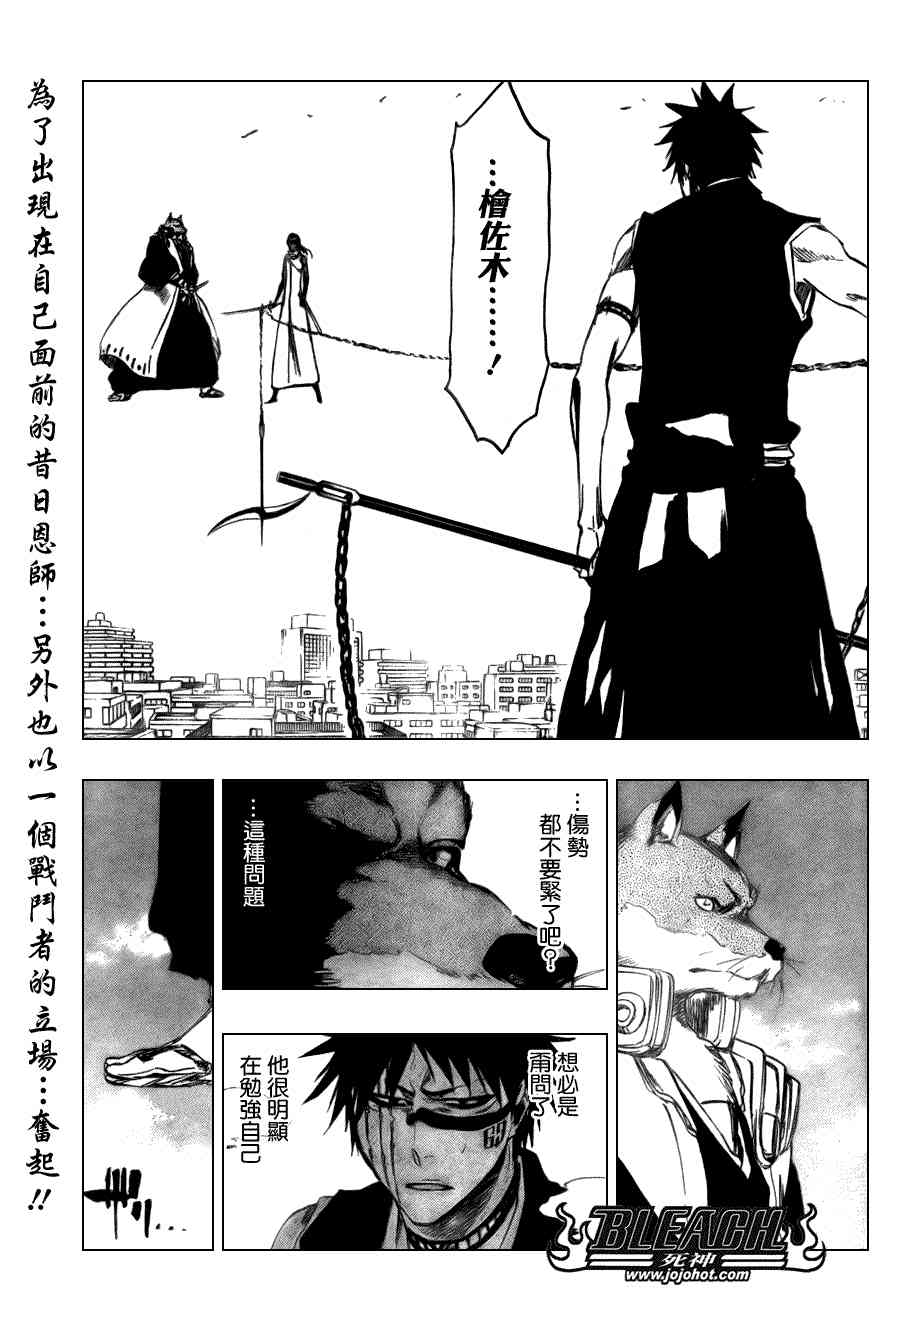 為了出現在自己面前的昔日恩師…另外也以一個戰鬥者的立場…奮起!!
…檜佐木……!
…傷勢
都不要緊了吧?
…這種問題
想必是
甭問了
他很明顯
在勉強自己
69
BLEACH
死神
www.jojohot.com